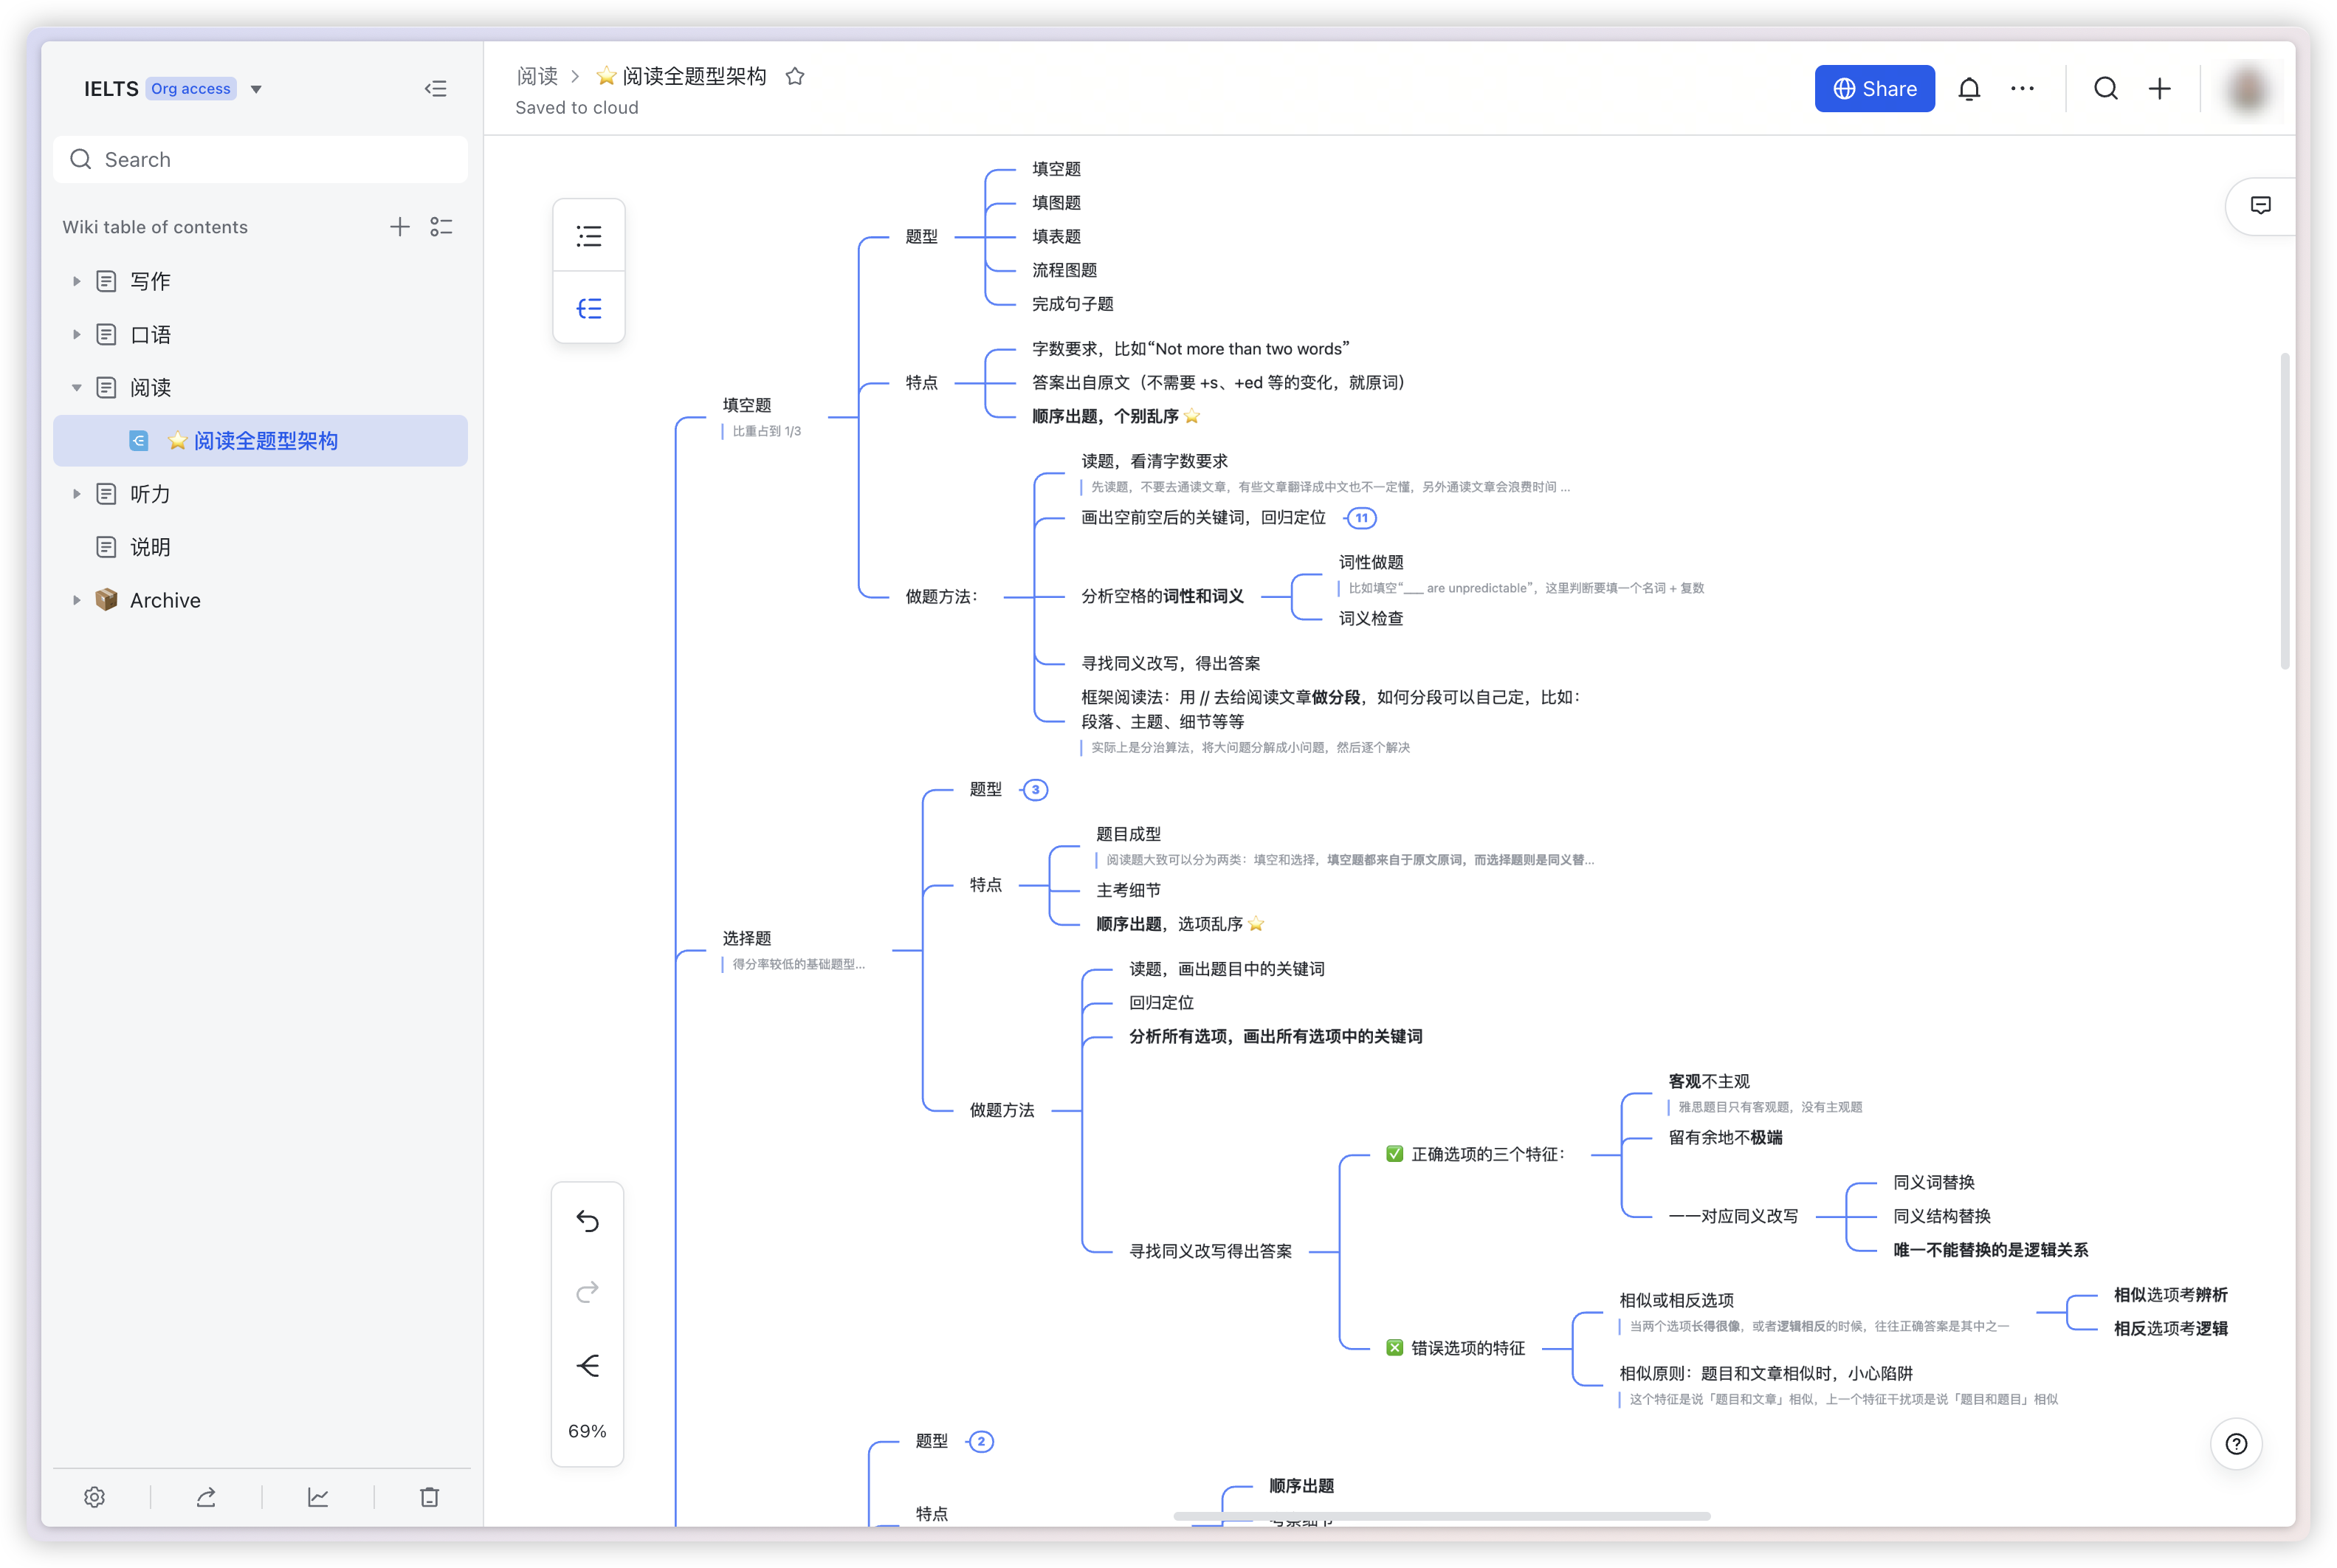 IELTS Org access
Search
Wiki table of contents
写作
口语
阅读
⭐ 阅读全题型架构
听力
说明
Archive
阅读 > ⭐ 阅读全题型架构
Saved to cloud
Share
填空题
比重占到 1/3
题型
填空题
填图题
填表题
流程图题
完成句子题
特点
字数要求，比如“Not more than two words”
答案出自原文（不需要 +s、+ed 等的变化，就原词）
顺序出题，个别乱序⭐
做题方法：
读题，看清字数要求
先读题，不要去通读文章，有些文章翻译成中文也不一定懂，另外通读文章会浪费时间 ...
画出空前空后的关键词，回归定位 11
分析空格的词性和词义
词性做题
比如填空“___ are unpredictable”，这里判断要填一个名词 + 复数
词义检查
寻找同义改写，得出答案
框架阅读法：用 // 去给阅读文章做分段，如何分段可以自己定，比如：
段落、主题、细节等等
实际上是分治算法，将大问题分解成小问题，然后逐个解决
选择题
得分率较低的基础题型...
题型 3
特点
题目成型
阅读题大致可以分为两类：填空和选择，填空题都来自于原文原词，而选择题则是同义替...
主考细节
顺序出题，选项乱序⭐
做题方法
读题，画出题目中的关键词
回归定位
分析所有选项，画出所有选项中的关键词
寻找同义改写得出答案
✅ 正确选项的三个特征：
客观不主观
雅思题目只有客观题，没有主观题
留有余地不极端
一一对应同义改写
同义词替换
同义结构替换
唯一不能替换的是逻辑关系
❎ 错误选项的特征
相似或相反选项
当两个选项长得很像，或者逻辑相反的时候，往往正确答案是其中之一
相似选项考辨析
相反选项考逻辑
相似原则：题目和文章相似时，小心陷阱
这个特征是说「题目和文章」相似，上一个特征干扰项是说「题目和题目」相似
题型 2
特点
顺序出题
69%